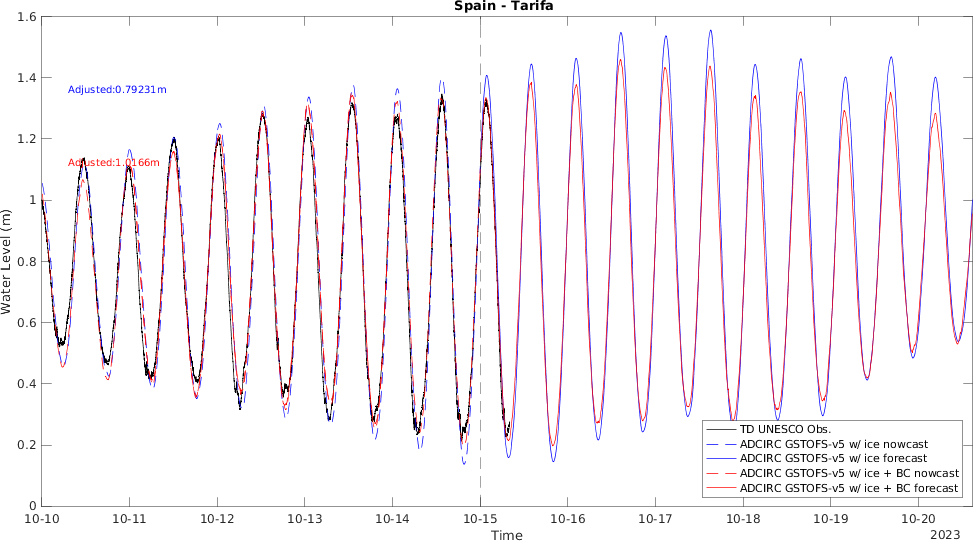 Spain - Tarifa
1.6
1.4
1.2
1
0.8
0.6
0.4
0.2
0
Water Level (m)
Adjusted:0.79231m
Adjusted:1.0166m
TD UNESCO Obs.
ADCIRC GSTOFS-v5 w/ ice nowcast
ADCIRC GSTOFS-v5 w/ ice forecast
ADCIRC GSTOFS-v5 w/ ice + BC nowcast
ADCIRC GSTOFS-v5 w/ ice + BC forecast
10-10 10-11 10-12 10-13 10-14 10-15 10-16 10-17 10-18 10-19 10-20
Time
2023